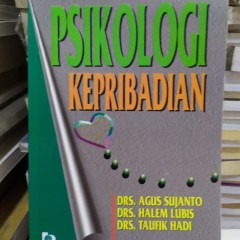 PSIKOLOGI
KEPRIBADIAN
DRS. AGUS SUJANTO
DRS. HALEM LUBIS
DRS. TAUFIK HADI